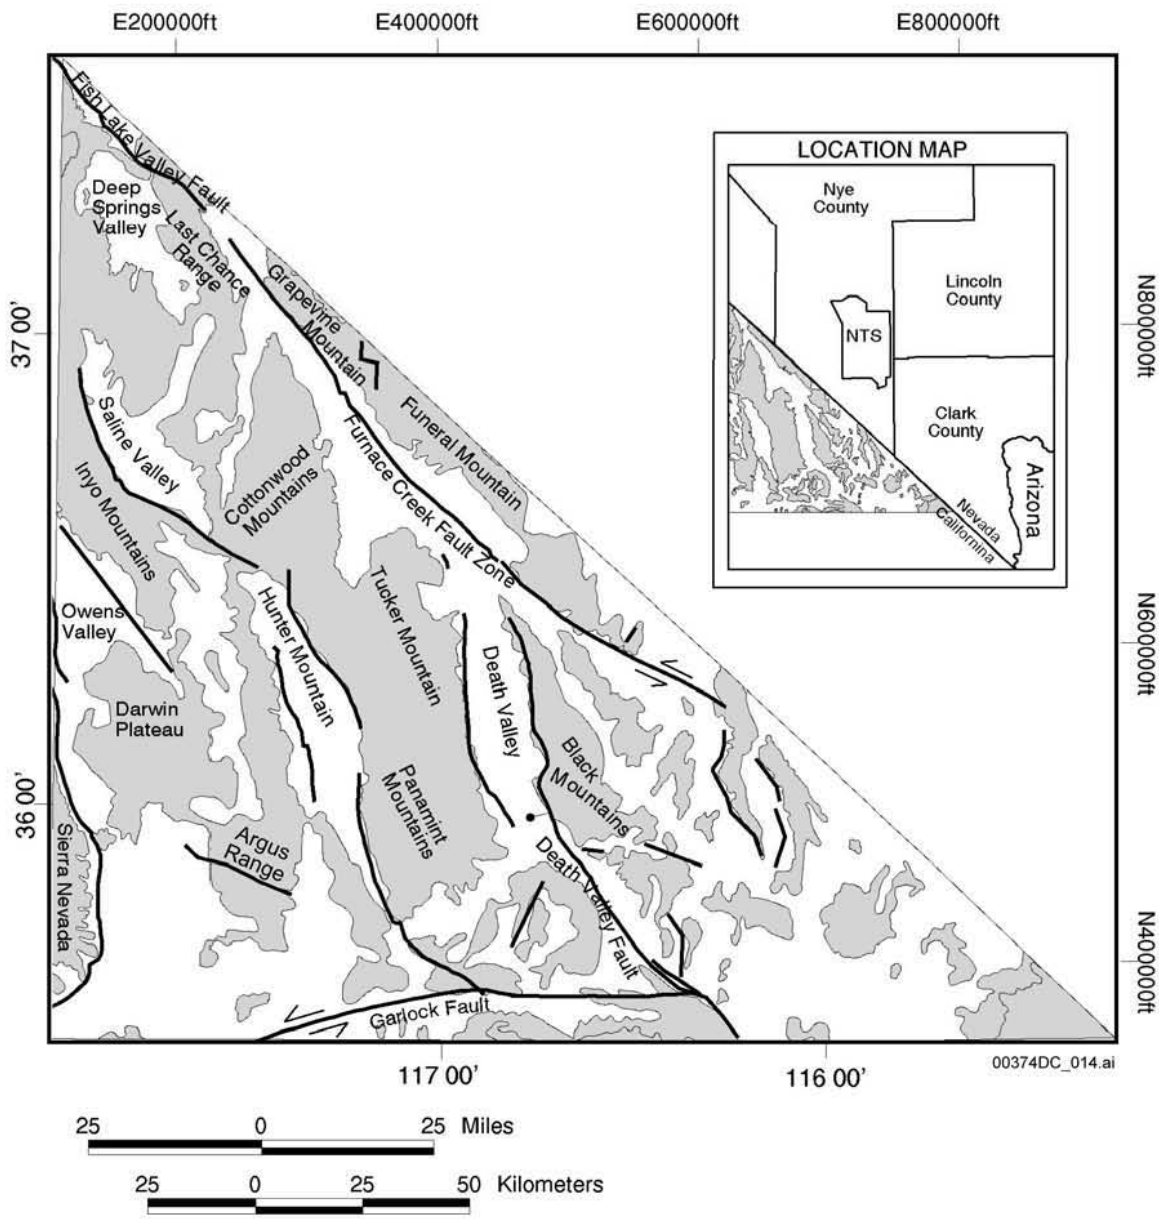 E200000ft E400000ft E600000ft E800000ft
Fish Lake Valley Fault
Deep
Springs
Valley
Last Chance
Range
Grapevine
Mountain
37 00'
LOCATION MAP
Nye
County
Lincoln
County
NTS
Clark
County
Arizona
Nevada
Califorinina
N800000ft
Funeral Mountain
Saline Valley
Furnace Creek Fault Zone
Cottonwood
Mountains
Inyo Mountains
Owens
Valley
Hunter Mountain
Tucker Mountain
Death Valley
N600000ft
Darwin
Plateau
Black
Mountains
Panamint
Mountains
36 00'
Sierra Nevada
Argus
Range
Death Valley Fault
N400000ft
Garlock Fault
117 00' 116 00'
00374DC_014.ai
25 0 25 Miles
25 0 25 50 Kilometers